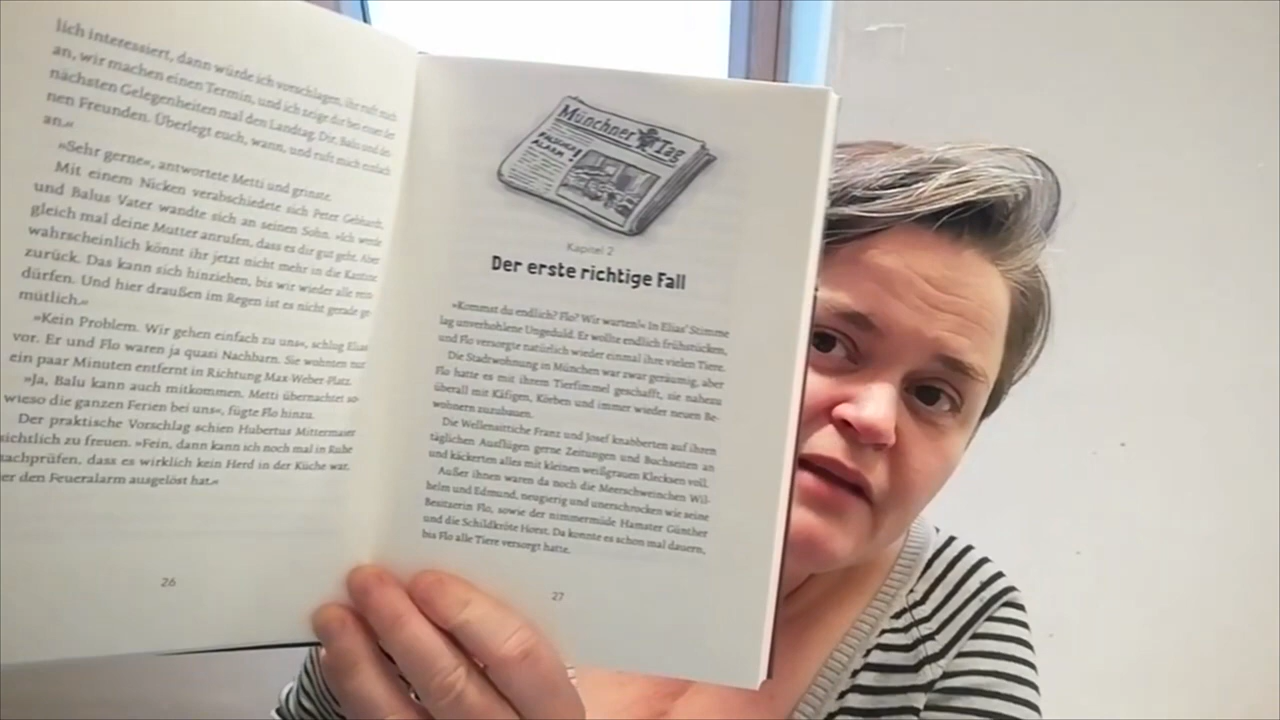 lich interessiert, dann würde ich vorschlagen, ihr ruft mich
an, wir machen einen Termin, und ich zeige dir bei einer der
nächsten Gelegenheiten mal den Landtag. Dir, Balu und dei-
nen Freunden. Überlegt euch, wann, und ruft mich einfach
an.«
»Sehr gerne«, antwortete Metti und grinste.
Mit einem Nicken verabschiedete sich Peter Gebhardt,
und Balus Vater wandte sich an seinen Sohn. »Ich werde
gleich mal deine Mutter anrufen, dass es dir gut geht. Aber
wahrscheinlich könnt ihr jetzt nicht mehr in die Kantine
zurück. Das kann sich hinziehen, bis wir wieder alle rein
dürfen. Und hier draußen im Regen ist es nicht gerade ge-
mütlich.«
»Kein Problem. Wir gehen einfach zu uns«, schlug Elias
vor. Er und Flo waren ja quasi Nachbarn. Sie wohnten nur
ein paar Minuten entfernt in Richtung Max-Weber-Platz.
»Ja, Balu kann auch mitkommen. Metti übernachtet so-
wieso die ganzen Ferien bei uns«, fügte Flo hinzu.
Der praktische Vorschlag schien Hubertus Mittermaier
sichtlich zu freuen. »Fein, dann kann ich noch mal in Ruhe
nachprüfen, dass es wirklich kein Herd in der Küche war,
er den Feueralarm ausgelöst hat.«
26
Münchner Tag
ALARM!
Kapitel 2
Der erste richtige Fall
»Kommst du endlich? Flo? Wir warten!« In Elias' Stimme
lag unverhohlene Ungeduld. Er wollte endlich frühstücken,
und Flo versorgte natürlich wieder einmal ihre vielen Tiere.
Die Stadtwohnung in München war zwar geräumig, aber
Flo hatte es mit ihrem Tierfimmel geschafft, sie nahezu
überall mit Käfigen, Körben und immer wieder neuen Be-
wohnern zuzubauen.
Die Wellensittiche Franz und Josef knabberten auf ihren
täglichen Ausflügen gerne Zeitungen und Buchseiten an
und käckerten alles mit kleinen weißgrauen Klecksen voll.
Außer ihnen waren da noch die Meerschweinchen Wil-
helm und Edmund, neugierig und unerschrocken wie seine
Besitzerin Flo, sowie der nimmermüde Hamster Günther
und die Schildkröte Horst. Da konnte es schon mal dauern,
bis Flo alle Tiere versorgt hatte.
27